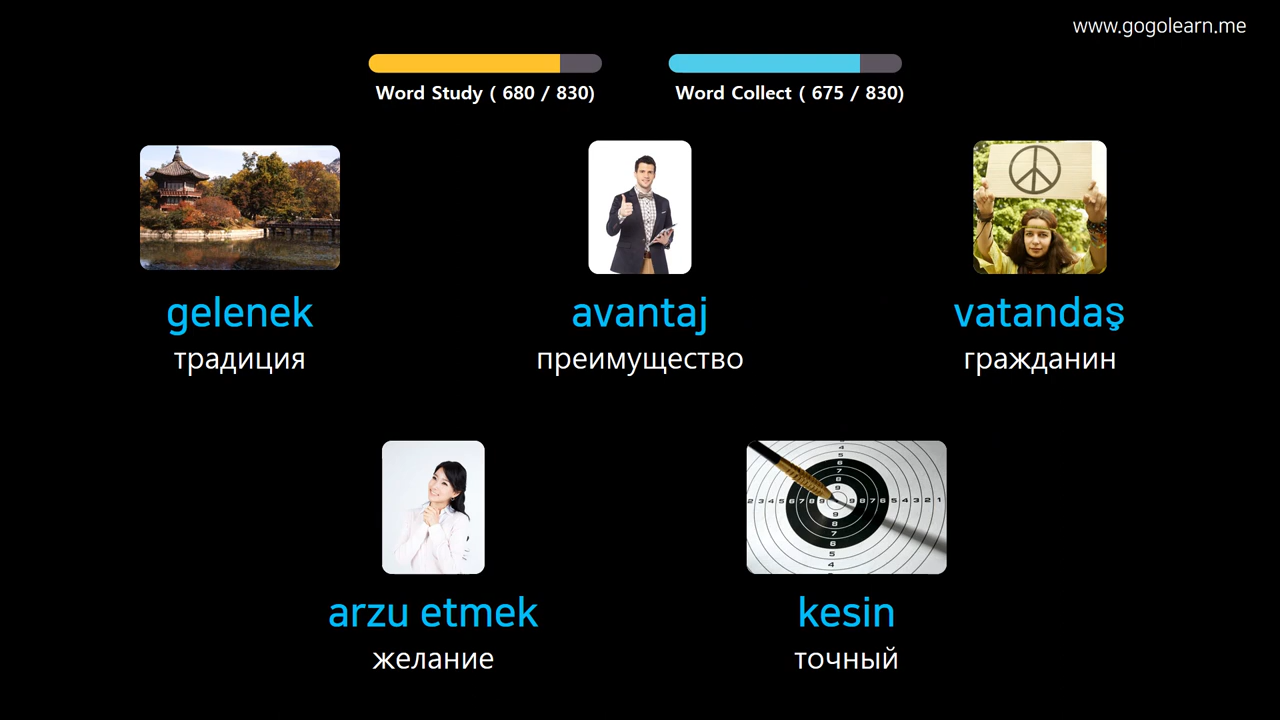 www.gogolearn.me
Word Study ( 680 / 830)
Word Collect ( 675 / 830)
gelenek
традиция
avantaj
преимущество
vatandaş
гражданин
arzu etmek
желание
kesin
точный